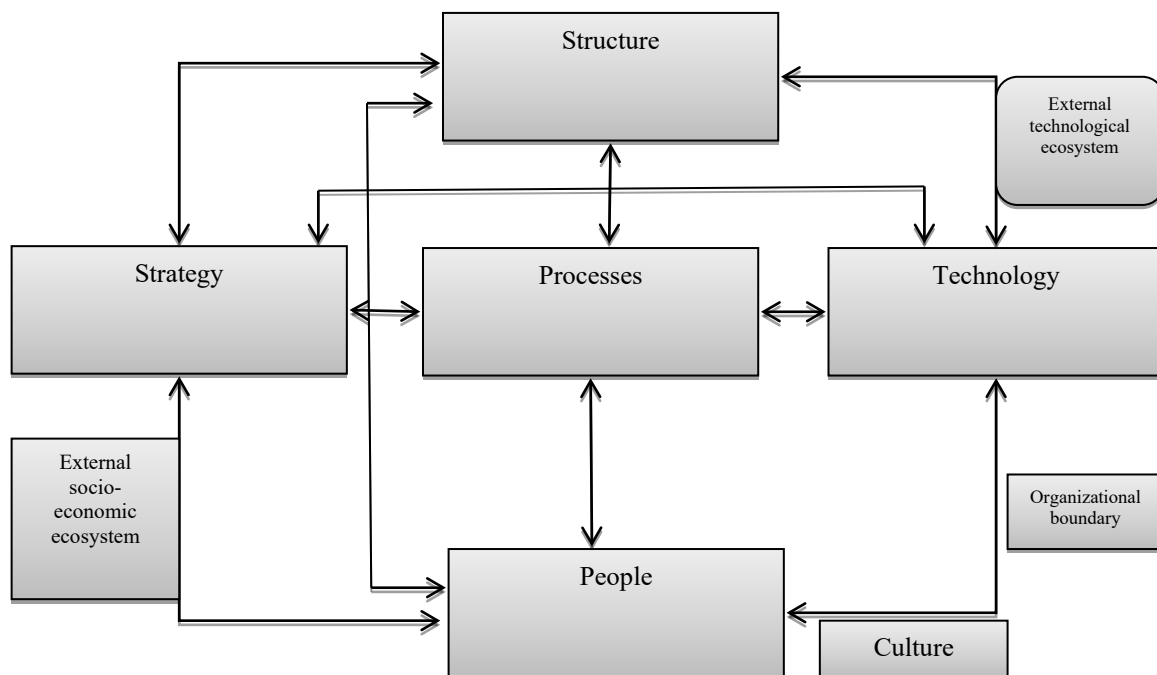 Structure
External
technological
ecosystem
Strategy
Processes
Technology
External
socio-
economic
ecosystem
Organizational
boundary
People
Culture